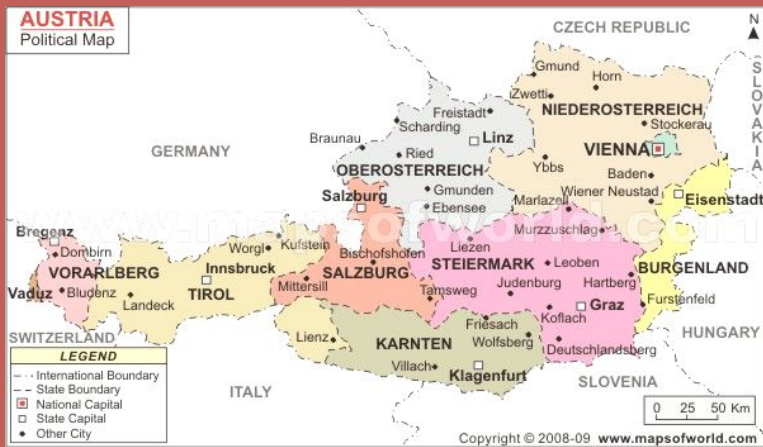 AUSTRIA
Political Map
CZECH REPUBLIC
N
SLOVAKIA
GERMANY
Gmund
Horn
Zwettl
NIEDEROSTERREICH
Freistadt
Scharding
Stockerau
Linz
Braunau
VIENNA
Ried
Ybbs
OBEROSTERREICH
Baden
Salzburg
Gmunden
Wiener Neustad
Marlazell
Eisenstadt
Ebensee
www.mapsofworld.com
Bregenz
Murzzuschlag
Kufstein
Liezen
Dombirn
Worgl
Bischofshofen
VORARLBERG
Innsbruck
STEIERMARK
Leoben
BURGENLAND
SALZBURG
Hartberg
Vaduz
Bludenz
TIROL
Mittersill
Tamsweg
Judenburg
Landeck
Graz
Furstenfeld
Koflach
SWITZERLAND
Friesach
HUNGARY
Lienz
KARNTEN
Wolfsberg
Deutschlandsberg
Villach
Klagenfurt
SLOVENIA
ITALY
LEGEND
International Boundary
State Boundary
National Capital
State Capital
Other City
0 25 50 Km
Copyright © 2008-09 www.mapsofworld.com